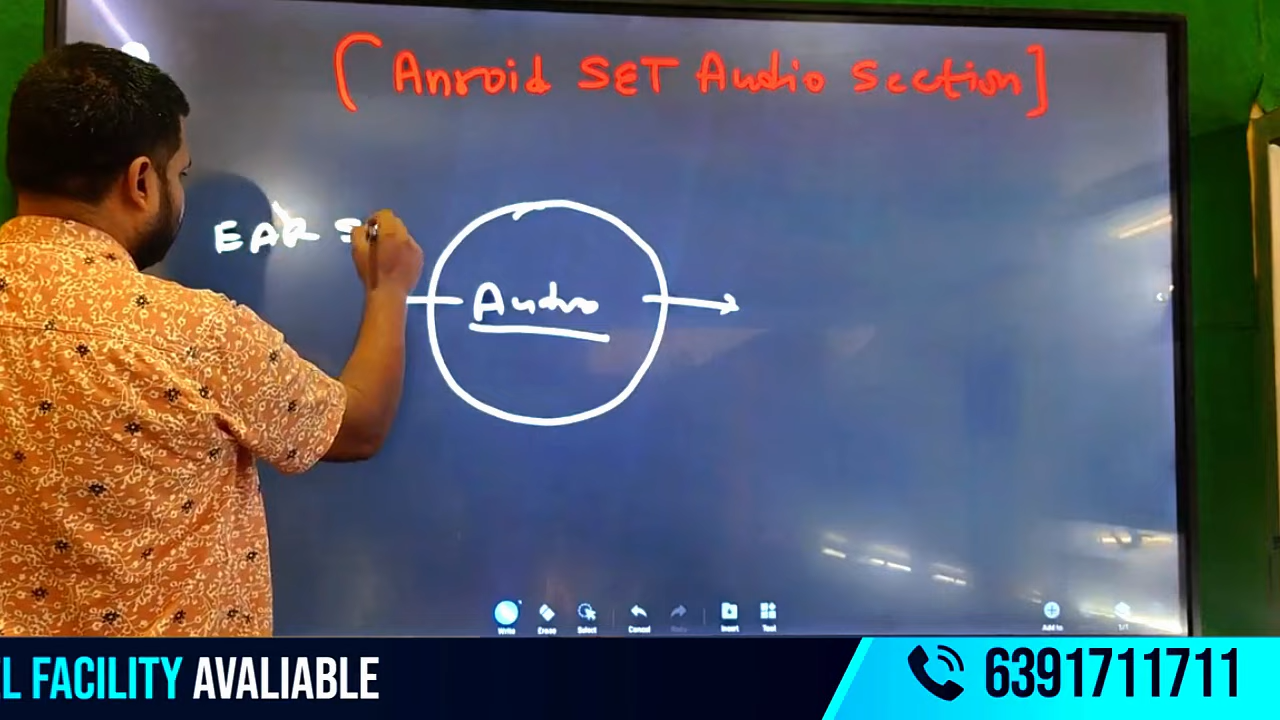 [Anroid SET Audio Section]
EAR S
Audio
Write
Erase
Select
Cancel
Insert
Tool
Add to
1/1
L FACILITY AVALIABLE
6391711711